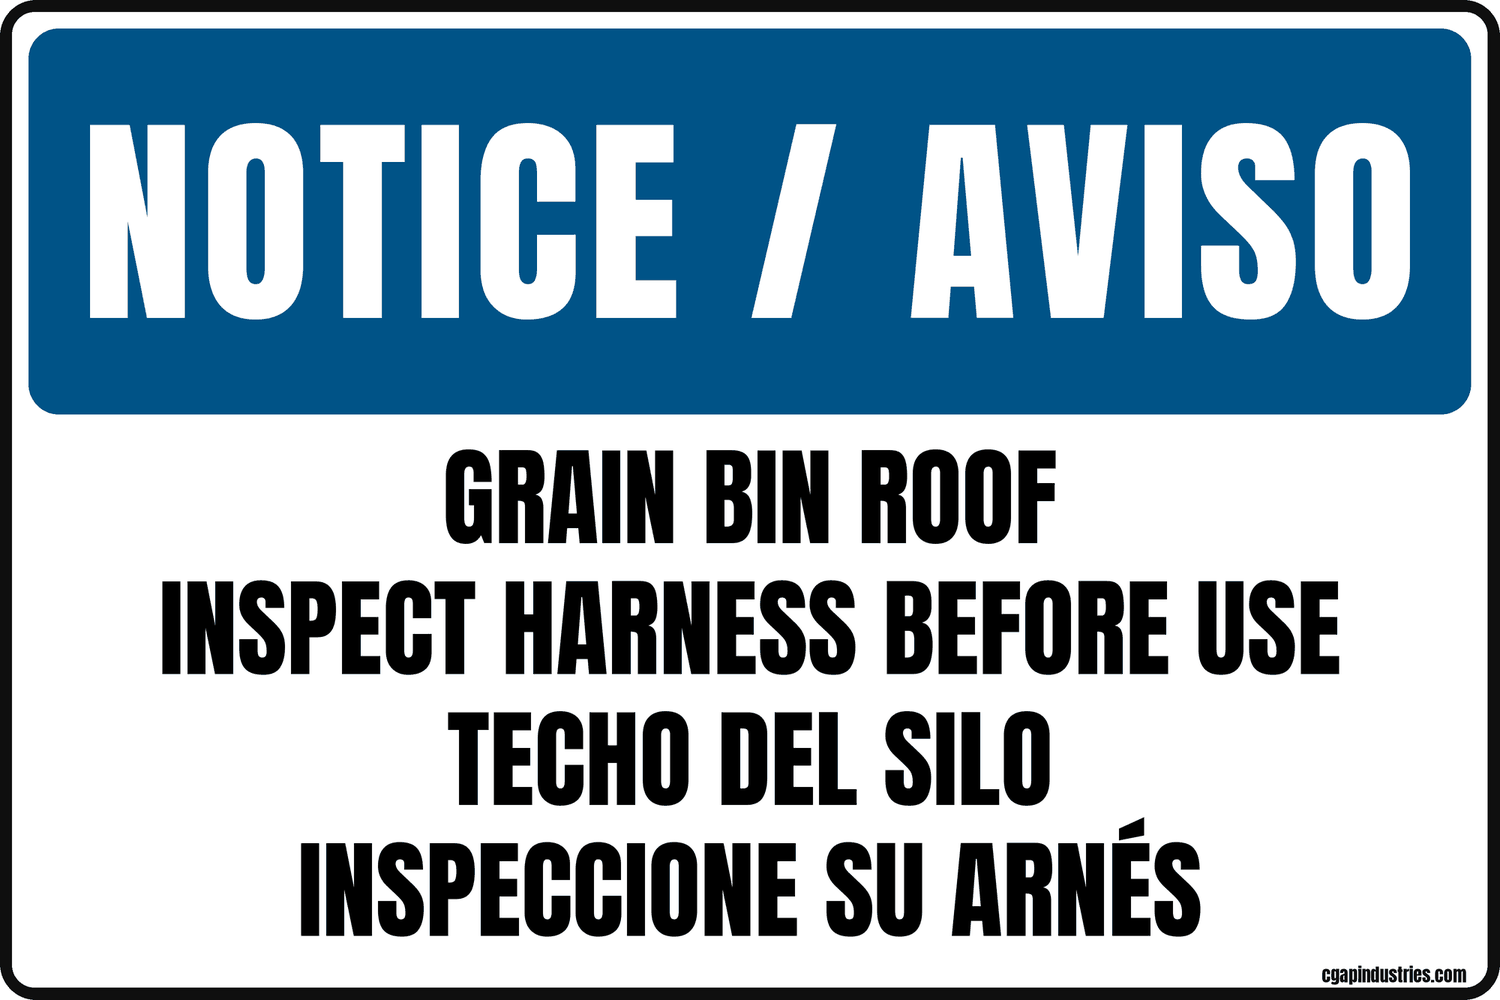 NOTICE / AVISO
GRAIN BIN ROOF
INSPECT HARNESS BEFORE USE
TECHO DEL SILO
INSPECCIONE SU ARNÉS
cgapindustries.com